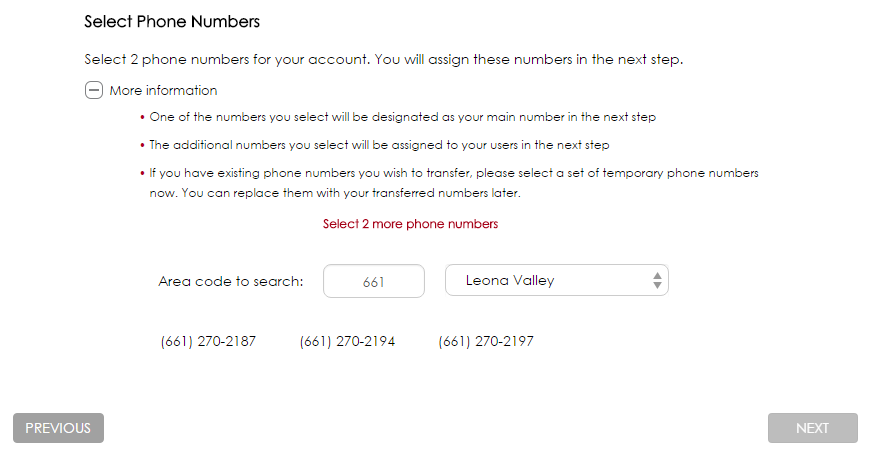 Select Phone Numbers
Select 2 phone numbers for your account. You will assign these numbers in the next step.
More information
• One of the numbers you select will be designated as your main number in the next step
• The additional numbers you select will be assigned to your users in the next step
• If you have existing phone numbers you wish to transfer, please select a set of temporary phone numbers
now. You can replace them with your transferred numbers later.
Select 2 more phone numbers
Area code to search: 661 Leona Valley
(661) 270-2187 (661) 270-2194 (661) 270-2197
PREVIOUS NEXT